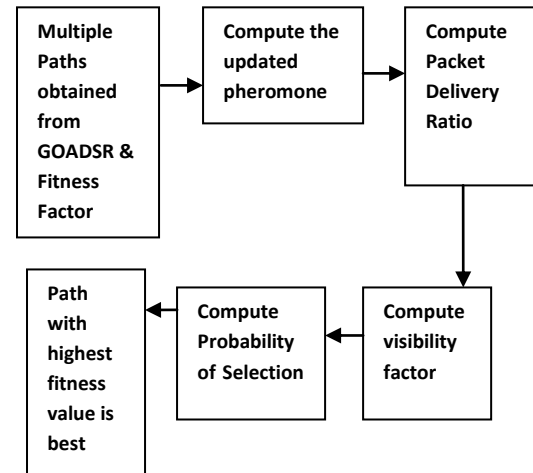 Multiple
Paths
obtained
from
GOADSR &
Fitness
Factor
Compute the
updated
pheromone
Compute
Packet
Delivery
Ratio
Compute
visibility
factor
Compute
Probability
of Selection
Path
with
highest
fitness
value is
best